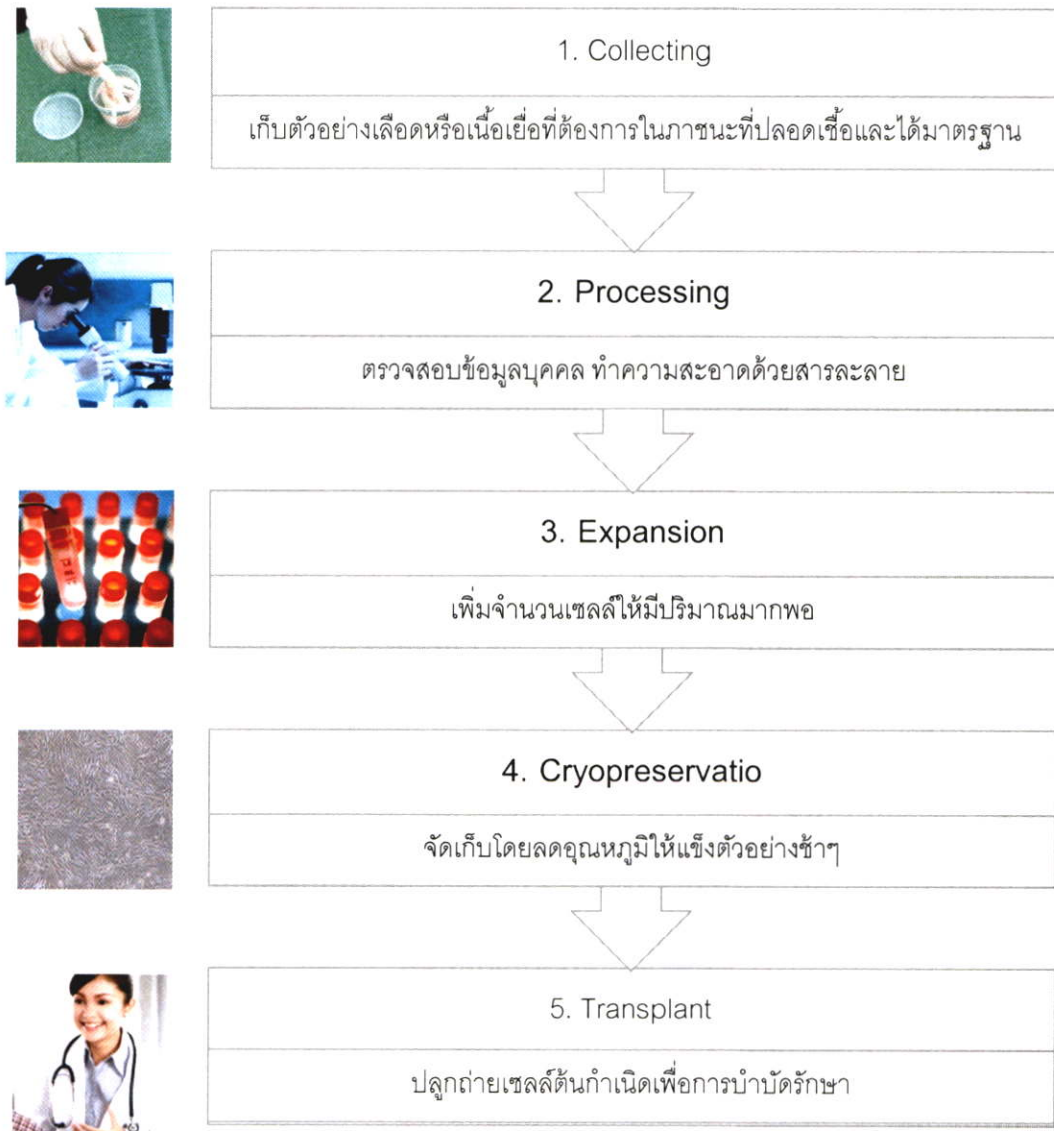 1. Collecting
เก็บตัวอย่างเลือดหรือเนื้อเยื่อที่ต้องการในภาชนะที่ปลอดเชื้อและได้มาตรฐาน
2. Processing
ตรวจสอบข้อมูลบุคคล ทำความสะอาดด้วยสารละลาย
3. Expansion
เพิ่มจำนวนเซลล์ให้มีปริมาณมากพอ
4. Cryopreservatio
จัดเก็บโดยลดอุณหภูมิให้แข็งตัวอย่างช้าๆ
5. Transplant
ปลูกถ่ายเซลล์ต้นกำเนิดเพื่อการบำบัดรักษา